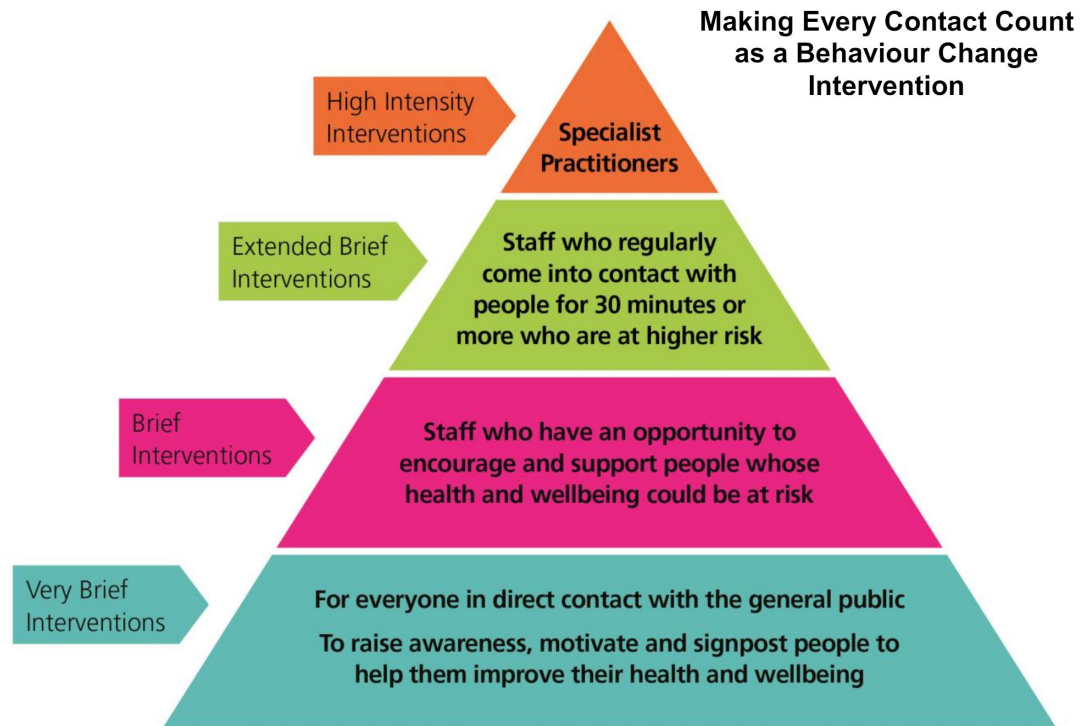 Making Every Contact Count
as a Behaviour Change
Intervention
High Intensity
Interventions
Specialist
Practitioners
Extended Brief
Interventions
Staff who regularly
come into contact with
people for 30 minutes or
more who are at higher risk
Brief
Interventions
Staff who have an opportunity to
encourage and support people whose
health and wellbeing could be at risk
Very Brief
Interventions
For everyone in direct contact with the general public
To raise awareness, motivate and signpost people to
help them improve their health and wellbeing